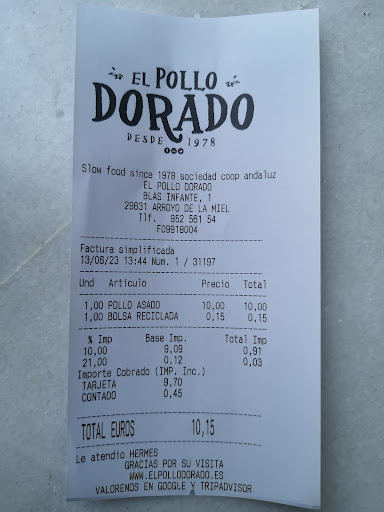 EL POLLO
DORADO
DESDE 1978
Slow food since 1978 sociedad coop andaluz
EL POLLO DORADO
BLAS INFANTE, 1
29631 ARROYO DE LA MIEL
Tlf. 952 561 54
F09818004
Factura simplificada
13/06/23 13:44 Num. 1 / 31197
Und Artículo Precio Total
1,00 POLLO ASADO 10,00 10,00
1,00 BOLSA RECICLADA 0,15 0,15
% Imp Base Imp. Total Imp
10,00 9,09 0,91
21,00 0,12 0,03
Importe Cobrado (IMP. Inc.)
TARJETA 9,70
CONTADO 0,45
TOTAL EUROS 10,15
Le atendio HERMES
GRACIAS POR SU VISITA
WWW.ELPOLLODORADO.ES
VALORENOS EN GOOGLE Y TRIPADVISOR